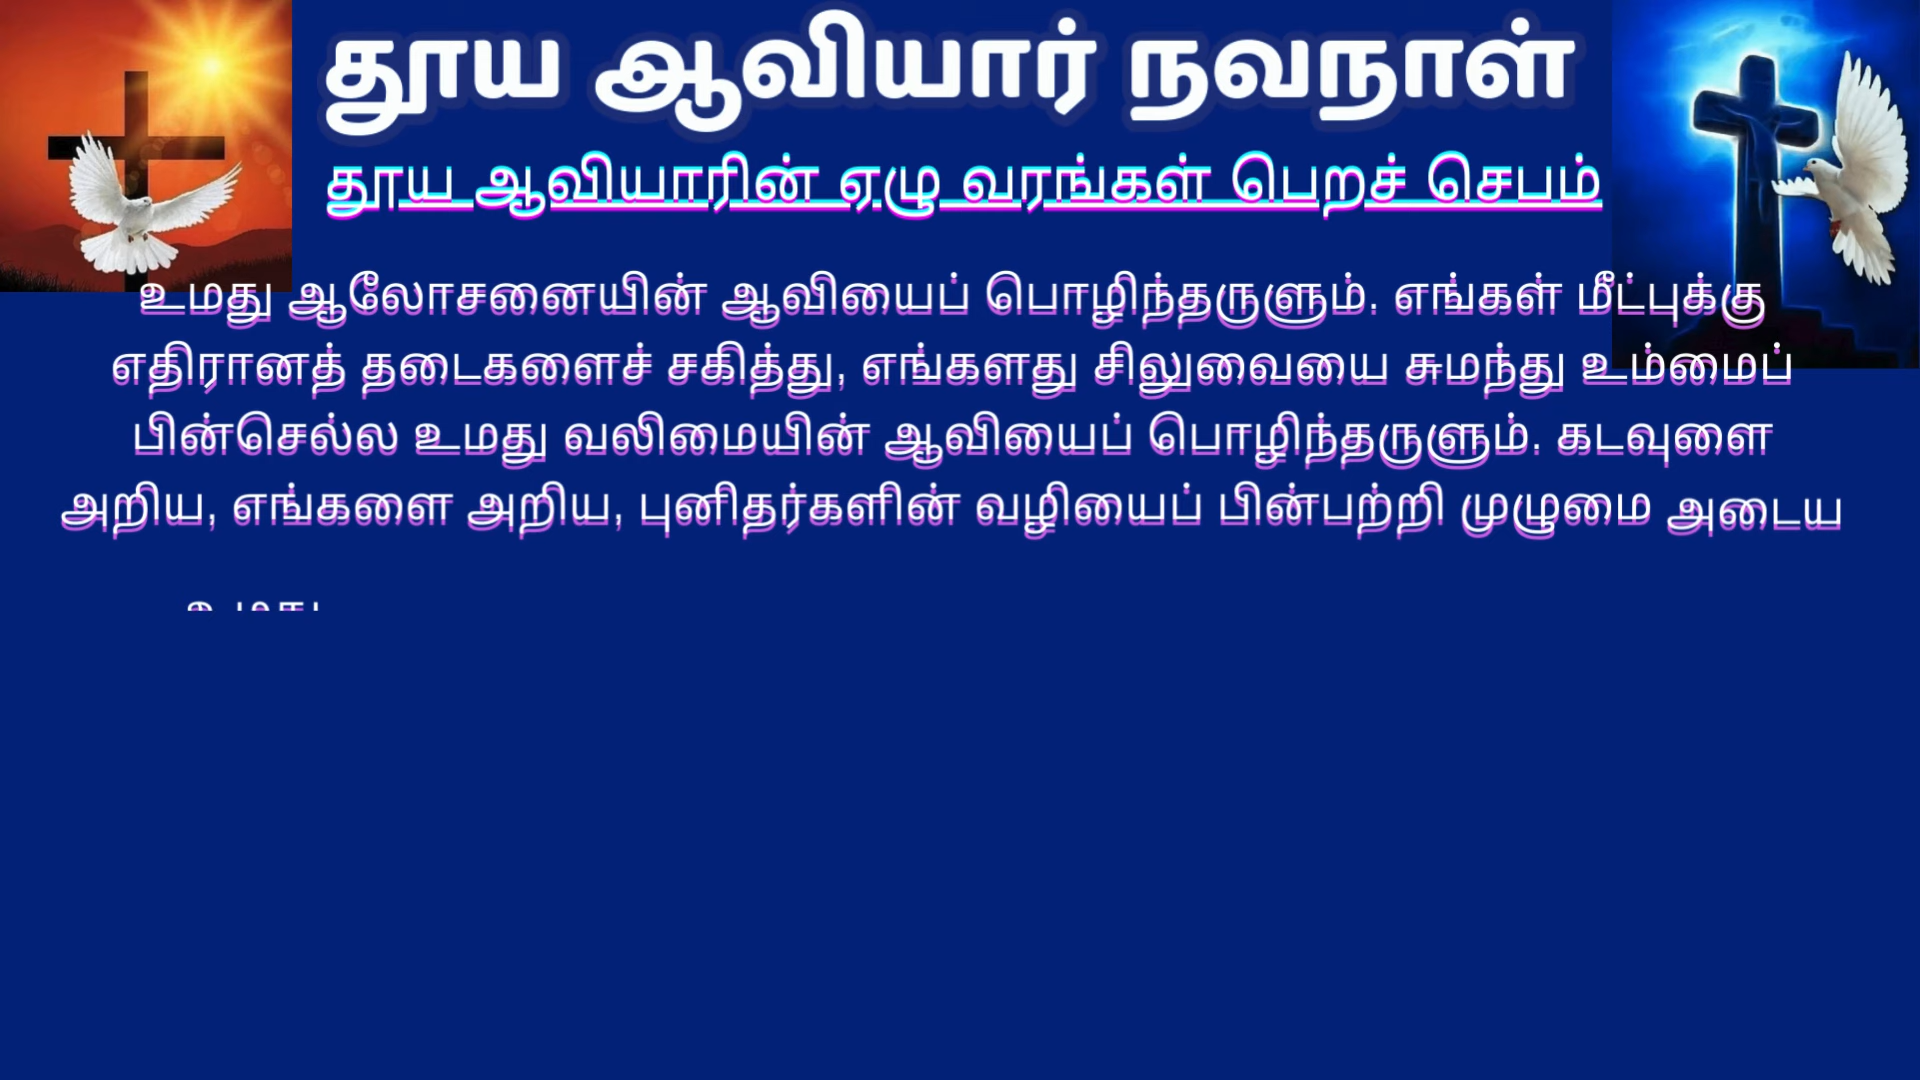 தூய ஆவியார் நவநாள்
தூய ஆவியாரின் ஏழு வரங்கள் பெறச் செபம்
உமது ஆலோசனையின் ஆவியைப் பொழிந்தருளும். எங்கள் மீட்புக்கு
எதிரானத் தடைகளைச் சகித்து, எங்களது சிலுவையை சுமந்து உம்மைப்
பின்செல்ல உமது வலிமையின் ஆவியைப் பொழிந்தருளும். கடவுளை
அறிய, எங்களை அறிய, புனிதர்களின் வழியைப் பின்பற்றி முழுமை அடைய